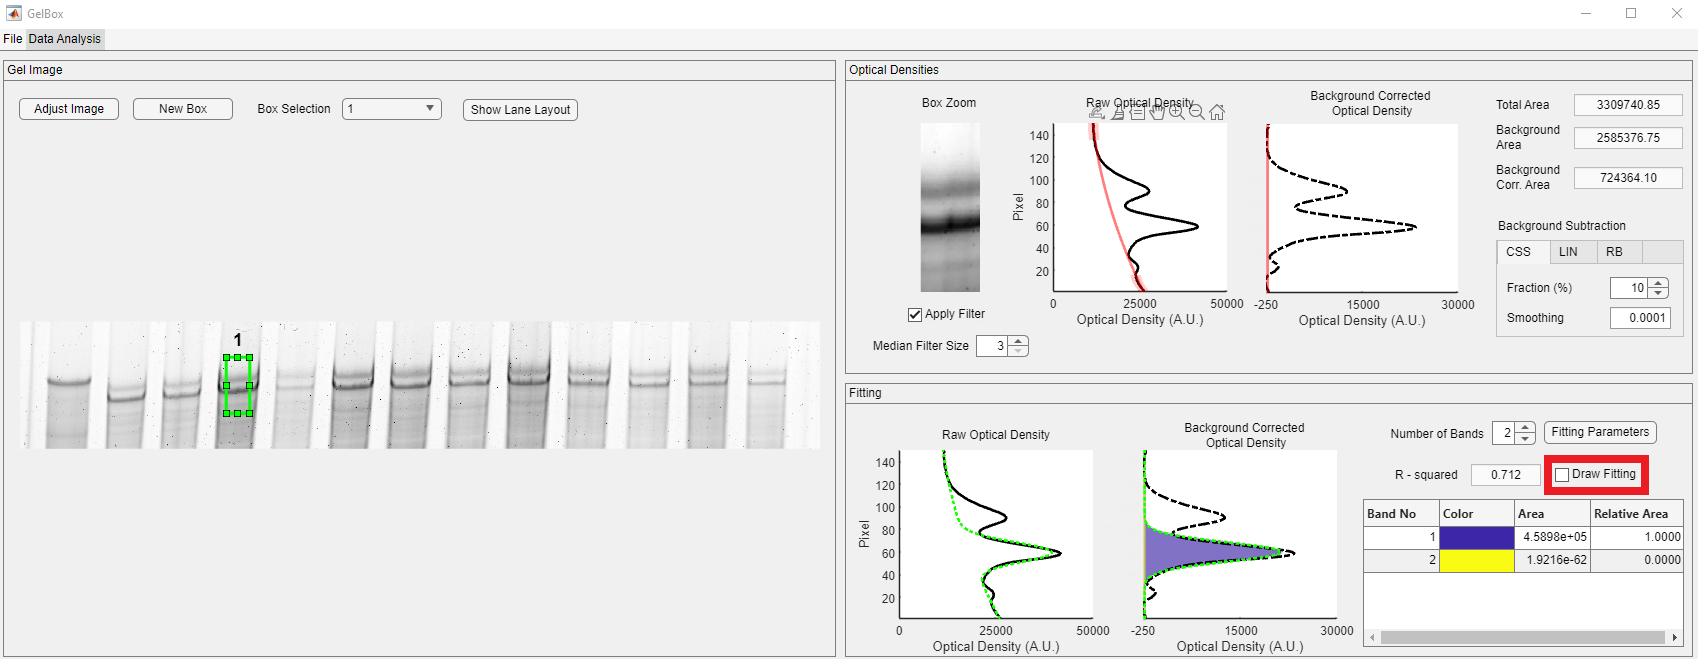 GelBox
File Data Analysis
Gel Image
Adjust Image
New Box
Box Selection
1
Show Lane Layout
1
Optical Densities
Box Zoom
Apply Filter
Median Filter Size
3
Raw Optical Density
140
120
100
80
60
40
20
Pixel
0 25000 50000
Optical Density (A.U.)
Background Corrected
Optical Density
-250 15000 30000
Optical Density (A.U.)
Total Area
3309740.85
Background
Area
2585376.75
Background
Corr. Area
724364.10
Background Subtraction
CSS LIN RB
Fraction (%)
10
Smoothing
0.0001
Fitting
Raw Optical Density
140
120
100
80
60
40
20
Pixel
0 25000 50000
Optical Density (A.U.)
Background Corrected
Optical Density
-250 15000 30000
Optical Density (A.U.)
Number of Bands
2
Fitting Parameters
R - squared
0.712
Draw Fitting
Band No Color Area Relative Area
1 4.5898e+05 1.0000
2 1.9216e-62 0.0000